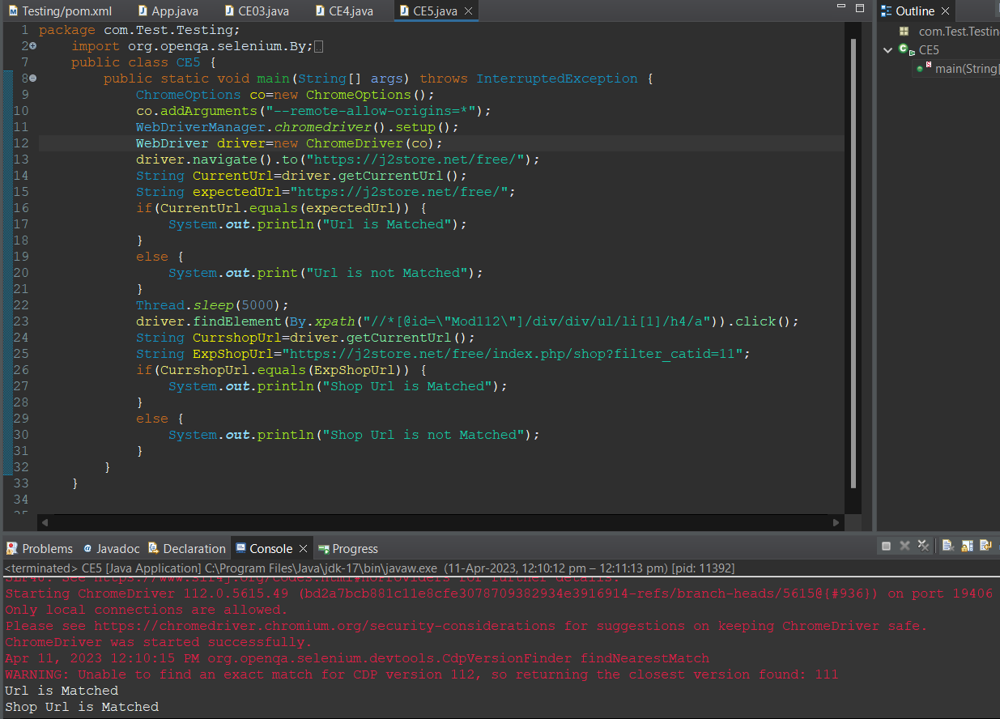 Testing/pom.xml App.java CE03.java CE4.java CE5.java
Outline
com.Test.Testin
CE5
main(String[
1 package com.Test.Testing;
2 import org.openqa.selenium.By;
7 public class CE5 {
8 public static void main(String[] args) throws InterruptedException {
9 ChromeOptions co=new ChromeOptions();
10 co.addArguments("--remote-allow-origins=*");
11 WebDriverManager.chromedriver().setup();
12 WebDriver driver=new ChromeDriver(co);
13 driver.navigate().to("https://j2store.net/free/");
14 String CurrentUrl=driver.getCurrentUrl();
15 String expectedUrl="https://j2store.net/free/";
16 if(CurrentUrl.equals(expectedUrl)) {
17 System.out.println("Url is Matched");
18 }
19 else {
20 System.out.print("Url is not Matched");
21 }
22 Thread.sleep(5000);
23 driver.findElement(By.xpath("//*[@id=\"Mod112\"]/div/div/ul/li[1]/h4/a")).click();
24 String CurrshopUrl=driver.getCurrentUrl();
25 String ExpShopUrl="https://j2store.net/free/index.php/shop?filter_catid=11";
26 if(CurrshopUrl.equals(ExpShopUrl)) {
27 System.out.println("Shop Url is Matched");
28 }
29 else {
30 System.out.println("Shop Url is not Matched");
31 }
32 }
33 }
34
35
Problems Javadoc Declaration Console Progress
<terminated> CE5 [Java Application] C:\Program Files\Java\jdk-17\bin\javaw.exe (11-Apr-2023, 12:10:12 pm – 12:11:13 pm) [pid: 11392]
SLF4J: See https://www.slf4j.org/codes.html#noProviders for further details.
Starting ChromeDriver 112.0.5615.49 (bd2a7bcb881c11e8cfe3078709382934e3916914-refs/branch-heads/5615@{#936}) on port 19406
Only local connections are allowed.
Please see https://chromedriver.chromium.org/security-considerations for suggestions on keeping ChromeDriver safe.
ChromeDriver was started successfully.
Apr 11, 2023 12:10:15 PM org.openqa.selenium.devtools.CdpVersionFinder findNearestMatch
WARNING: Unable to find an exact match for CDP version 112, so returning the closest version found: 111
Url is Matched
Shop Url is Matched